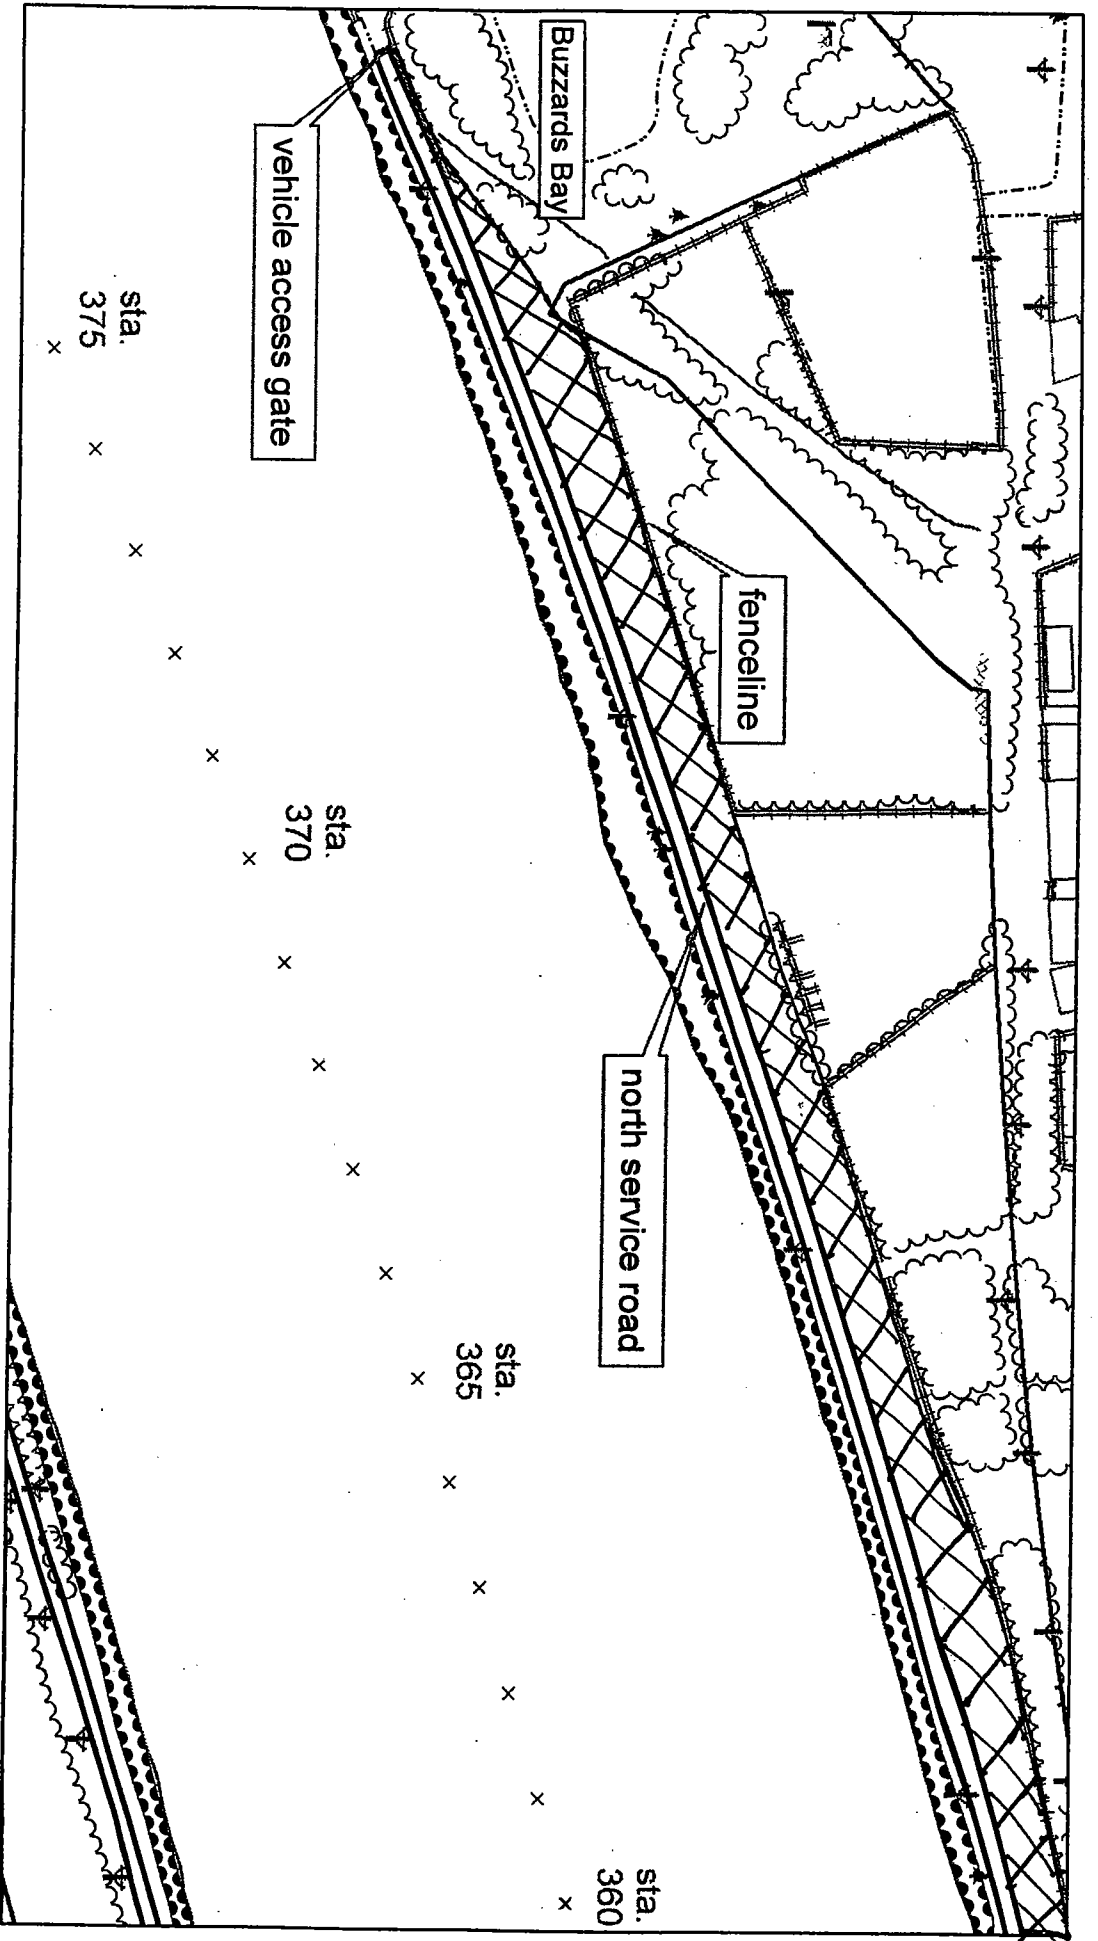 Buzzards Bay
vehicle access gate
fenceline
north service road
sta.
375
sta.
370
sta.
365
sta.
360